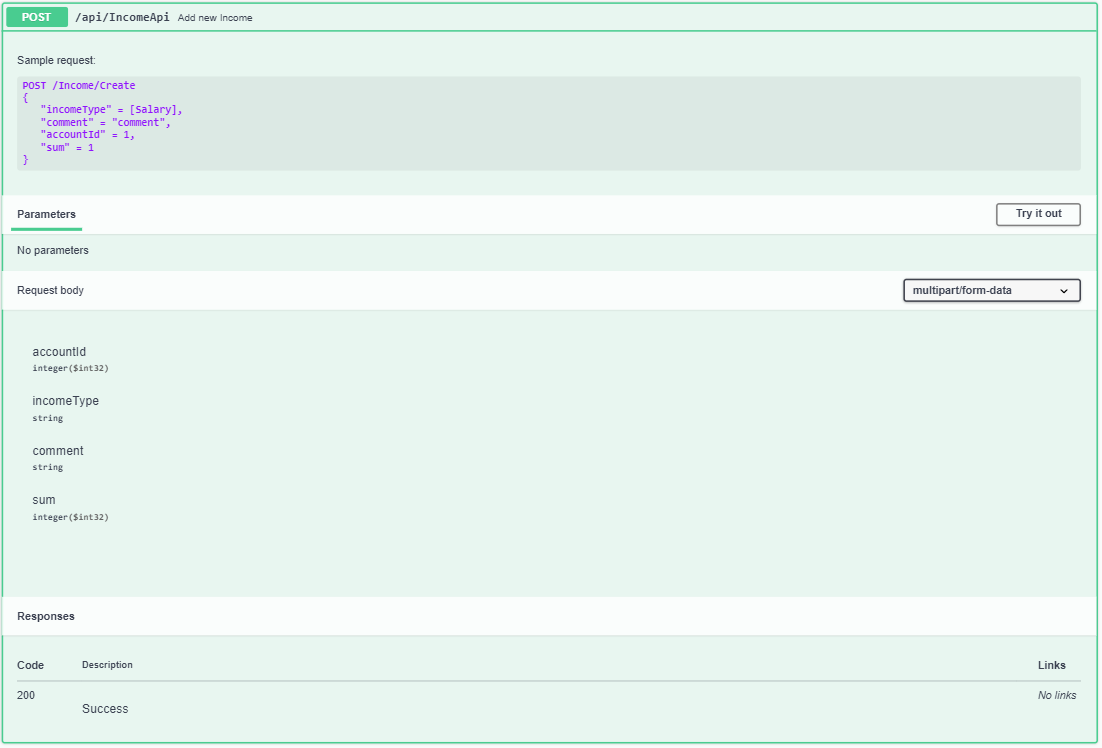 POST /api/IncomeApi Add new Income
Sample request:
POST /Income/Create
{
"incomeType" = [Salary],
"comment" = "comment",
"accountId" = 1,
"sum" = 1
}
Parameters Try it out
No parameters
Request body multipart/form-data
accountId
integer($int32)
incomeType
string
comment
string
sum
integer($int32)
Responses
Code Description Links
200 No links
Success